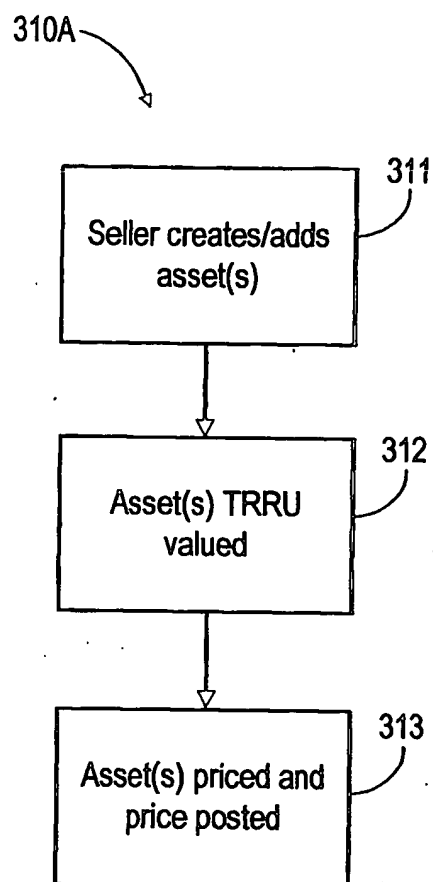 310A
311
Seller creates/adds
asset(s)
312
Asset(s) TRRU
valued
313
Asset(s) priced and
price posted